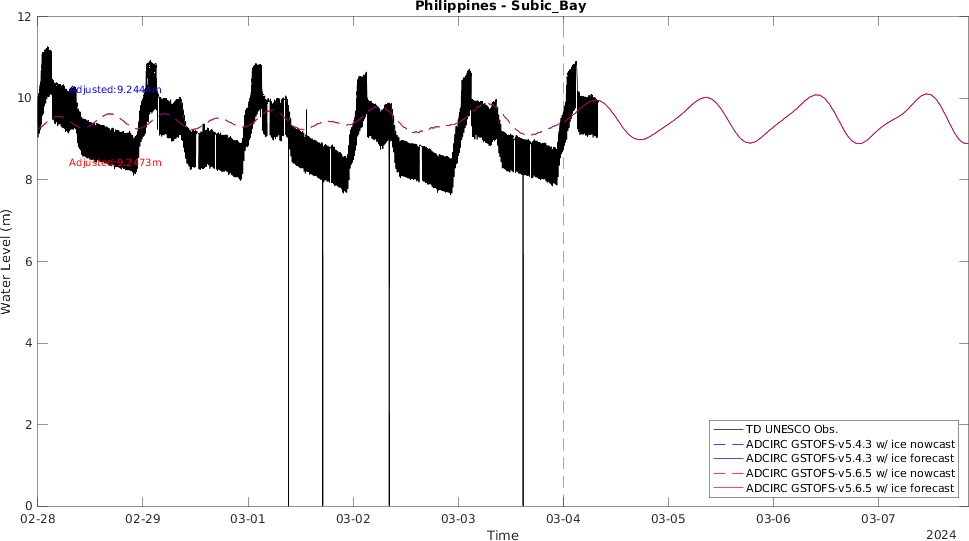 Philippines - Subic_Bay
12
10
8
6
4
2
0
Water Level (m)
Adjusted:9.2444m
Adjusted:9.2473m
TD UNESCO Obs.
ADCIRC GSTOFS-v5.4.3 w/ ice nowcast
ADCIRC GSTOFS-v5.4.3 w/ ice forecast
ADCIRC GSTOFS-v5.6.5 w/ ice nowcast
ADCIRC GSTOFS-v5.6.5 w/ ice forecast
02-28 02-29 03-01 03-02 03-03 03-04 03-05 03-06 03-07
Time
2024